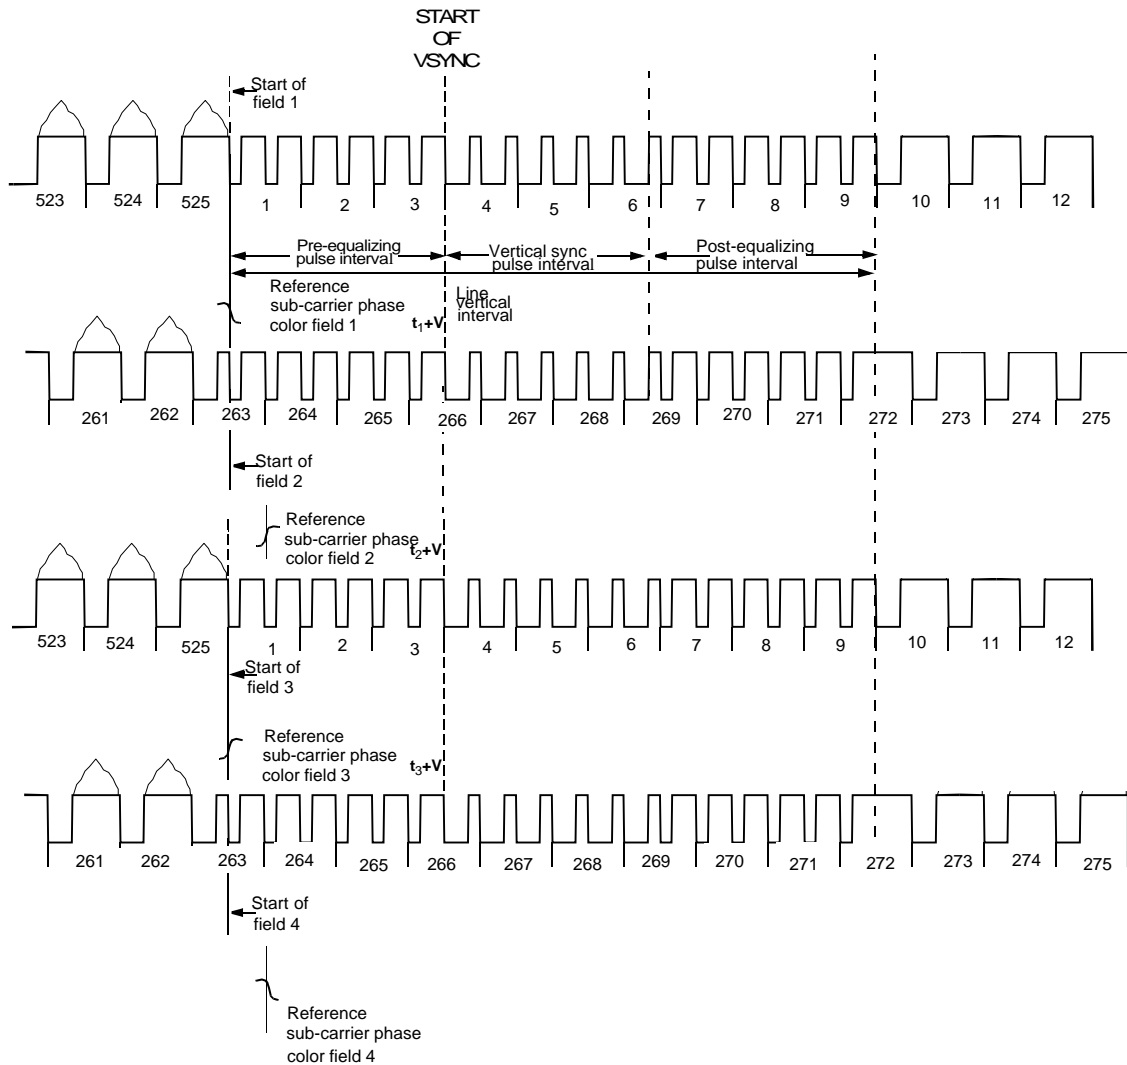 START
OF
VSYNC
Start of
field 1
523 524 525 1 2 3 4 5 6 7 8 9 10 11 12
Pre-equalizing
pulse interval
Vertical sync
pulse interval
Post-equalizing
pulse interval
Reference
sub-carrier phase
color field 1
t1+V
Line
vertical
interval
261 262 263 264 265 266 267 268 269 270 271 272 273 274 275
Start of
field 2
Reference
sub-carrier phase
color field 2
t2+V
523 524 525 1 2 3 4 5 6 7 8 9 10 11 12
Start of
field 3
Reference
sub-carrier phase
color field 3
t3+V
261 262 263 264 265 266 267 268 269 270 271 272 273 274 275
Start of
field 4
Reference
sub-carrier phase
color field 4